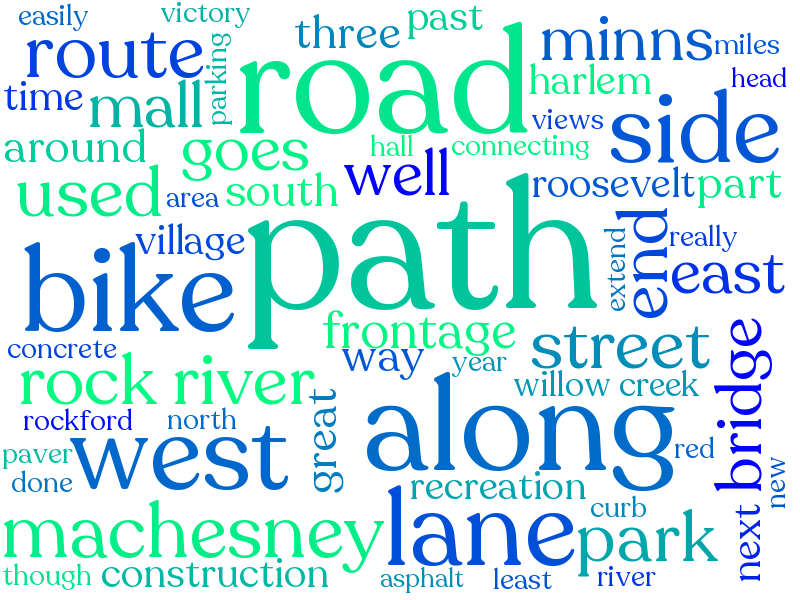 easily
victory
three
past
minns
miles
route
parking
road
harlem
head
time
mall
views
side
around
goes
hall
connecting
well
used
area
south
roosevelt
part
village
path
extend
end
really
east
bike
frontage
concrete
way
year
street
rock river
willow creek
bridge
rockford
north
great
along
red
paver
west
done
recreation
new
machesney
lane
curb
park
next
though
construction
asphalt
least
river